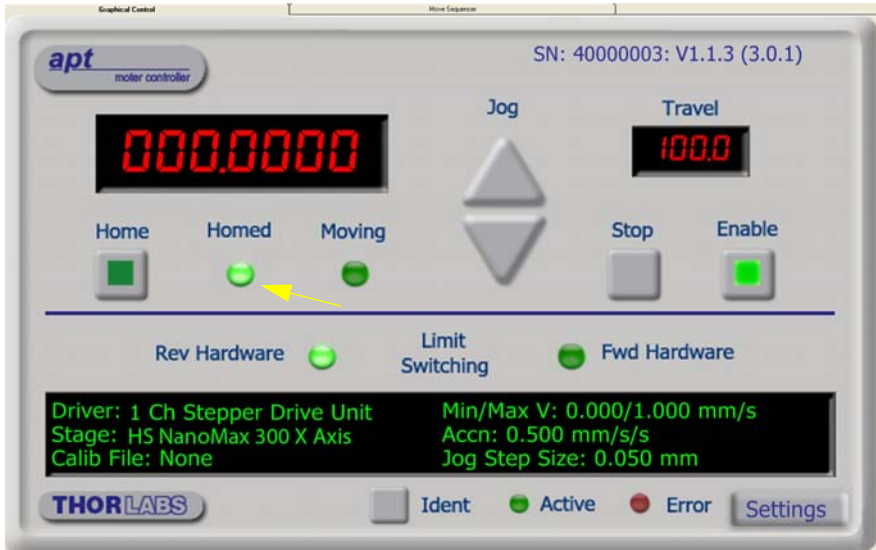 Graphical Control
Move Sequencer
apt
moter controller
SN: 40000003: V1.1.3 (3.0.1)
000.0000
Jog
Travel
100.0
Home
Homed
Moving
Stop
Enable
Rev Hardware
Limit
Switching
Fwd Hardware
Driver: 1 Ch Stepper Drive Unit
Stage: HS NanoMax 300 X Axis
Calib File: None
Min/Max V: 0.000/1.000 mm/s
Accn: 0.500 mm/s/s
Jog Step Size: 0.050 mm
THORLABS
Ident
Active
Error
Settings